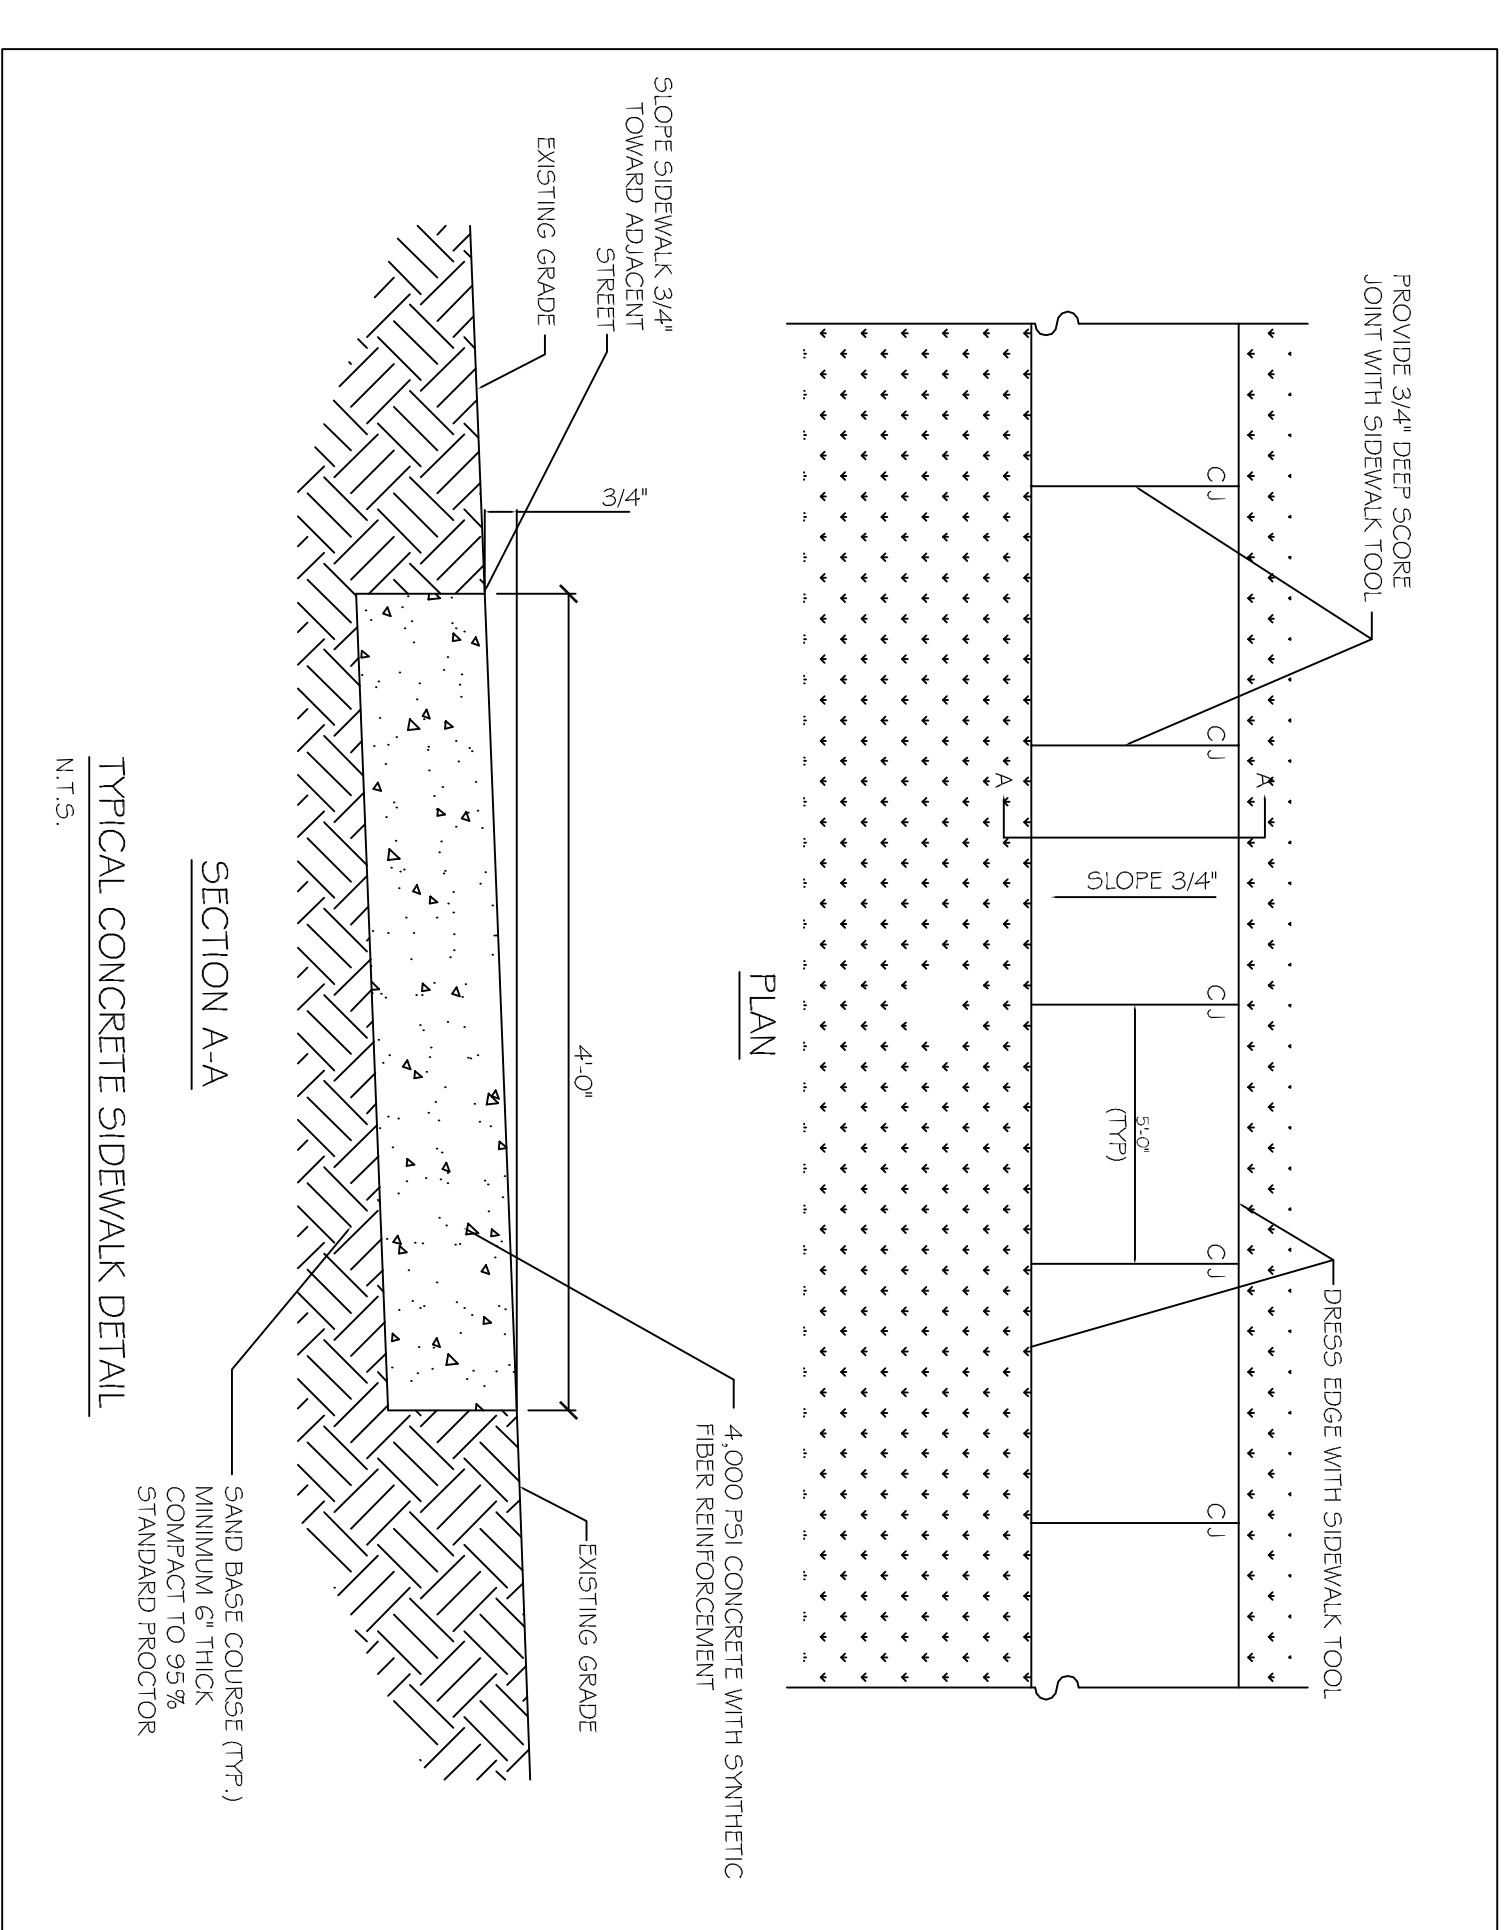 PROVIDE 3/4" DEEP SCORE
JOINT WITH SIDEWALK TOOL
DRESS EDGE WITH SIDEWALK TOOL
CJ
CJ
CJ
CJ
CJ
A
SLOPE 3/4"
5'-0"
(TYP)
A
PLAN
SLOPE SIDEWALK 3/4"
TOWARD ADJACENT
STREET
EXISTING GRADE
3/4"
4'-0"
4,000 PSI CONCRETE WITH SYNTHETIC
FIBER REINFORCEMENT
EXISTING GRADE
SAND BASE COURSE (TYP.)
MINIMUM 6" THICK
COMPACT TO 95%
STANDARD PROCTOR
SECTION A-A
TYPICAL CONCRETE SIDEWALK DETAIL
N.T.S.